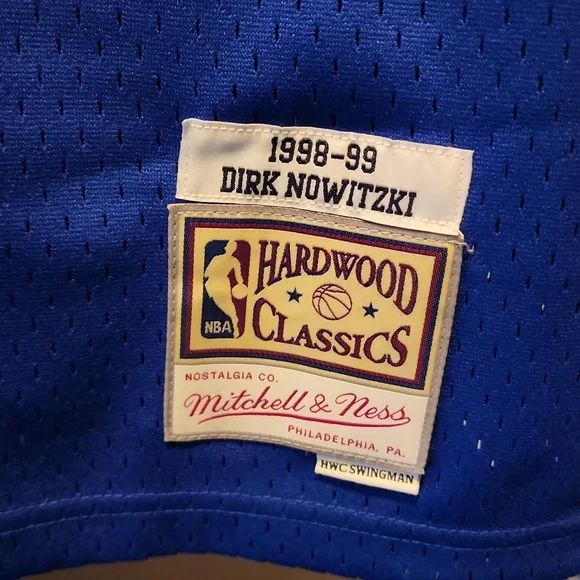 1998-99
DIRK NOWITZKI
HARDWOOD
CLASSICS
NBA
NOSTALGIA CO.
Mitchell & Ness
PHILADELPHIA, PA.
HWC SWINGMAN